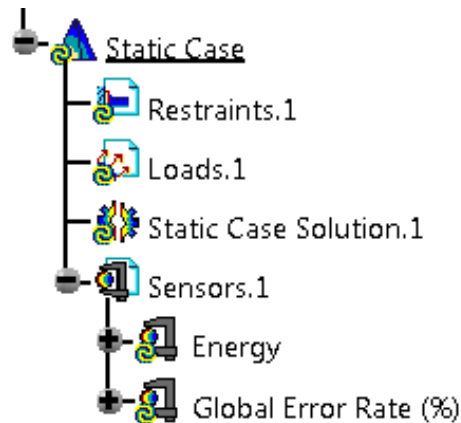 Static Case
Restraints.1
Loads.1
Static Case Solution.1
Sensors.1
Energy
Global Error Rate (%)